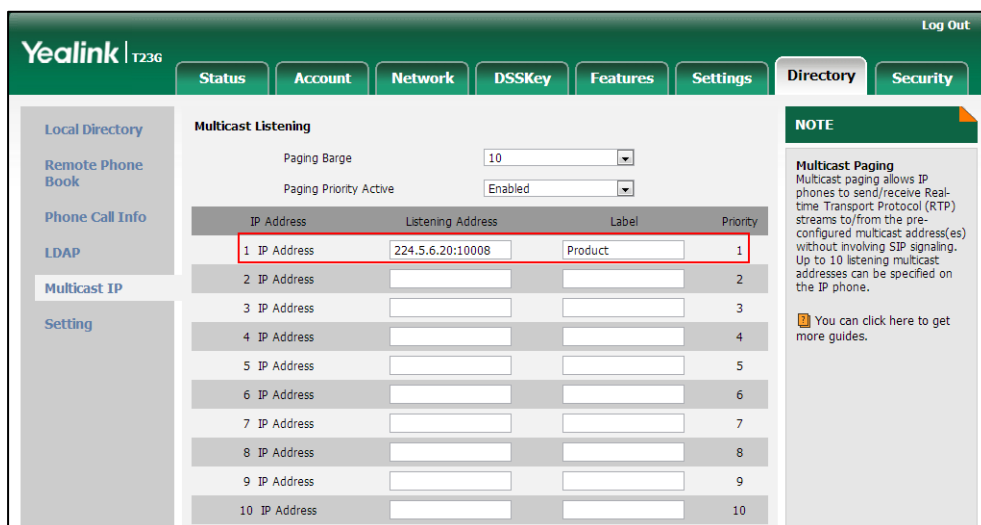 Log Out
Yealink T23G
Status Account Network DSSKey Features Settings Directory Security
Local Directory
Remote Phone
Book
Phone Call Info
LDAP
Multicast IP
Setting
Multicast Listening
Paging Barge 10
Paging Priority Active Enabled
IP Address Listening Address Label Priority
1 IP Address 224.5.6.20:10008 Product 1
2 IP Address 2
3 IP Address 3
4 IP Address 4
5 IP Address 5
6 IP Address 6
7 IP Address 7
8 IP Address 8
9 IP Address 9
10 IP Address 10
NOTE
Multicast Paging
Multicast paging allows IP
phones to send/receive Real-
time Transport Protocol (RTP)
streams to/from the pre-
configured multicast address(es)
without involving SIP signaling.
Up to 10 listening multicast
addresses can be specified on
the IP phone.
You can click here to get
more guides.